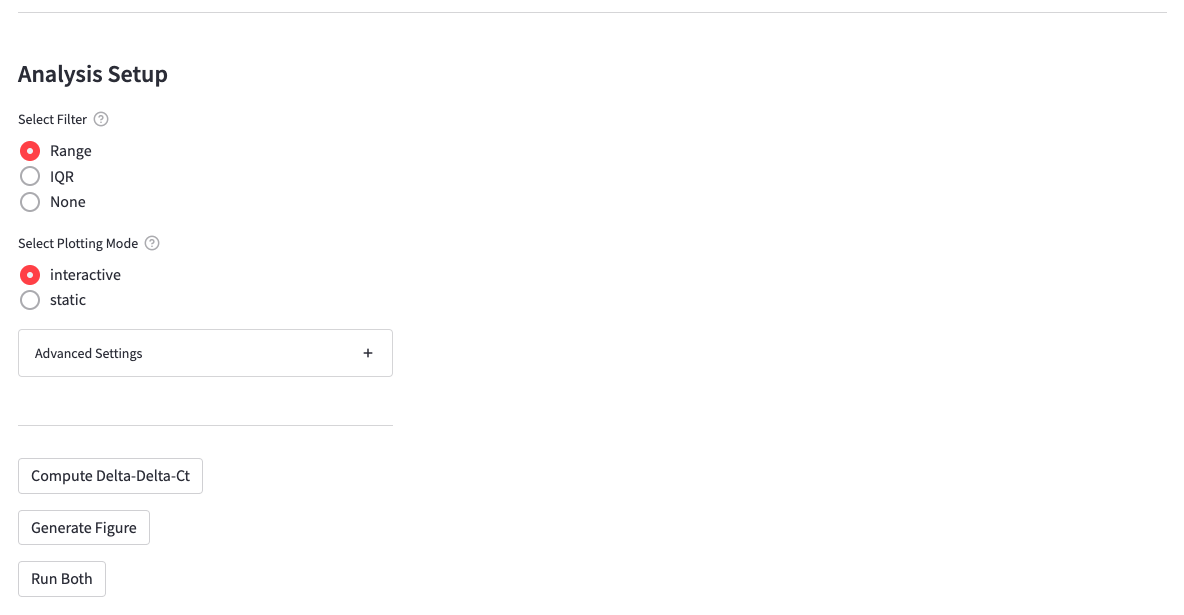 Analysis Setup
Select Filter ?
Range
IQR
None
Select Plotting Mode ?
interactive
static
Advanced Settings +
Compute Delta-Delta-Ct
Generate Figure
Run Both